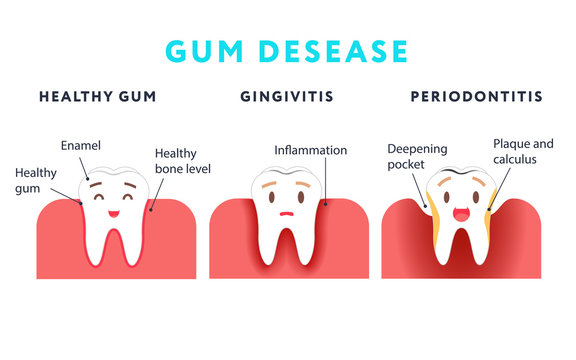 GUM DESEASE
HEALTHY GUM
GINGIVITIS
PERIODONTITIS
Enamel
Healthy
gum
Healthy
bone level
Inflammation
Deepening
pocket
Plaque and
calculus